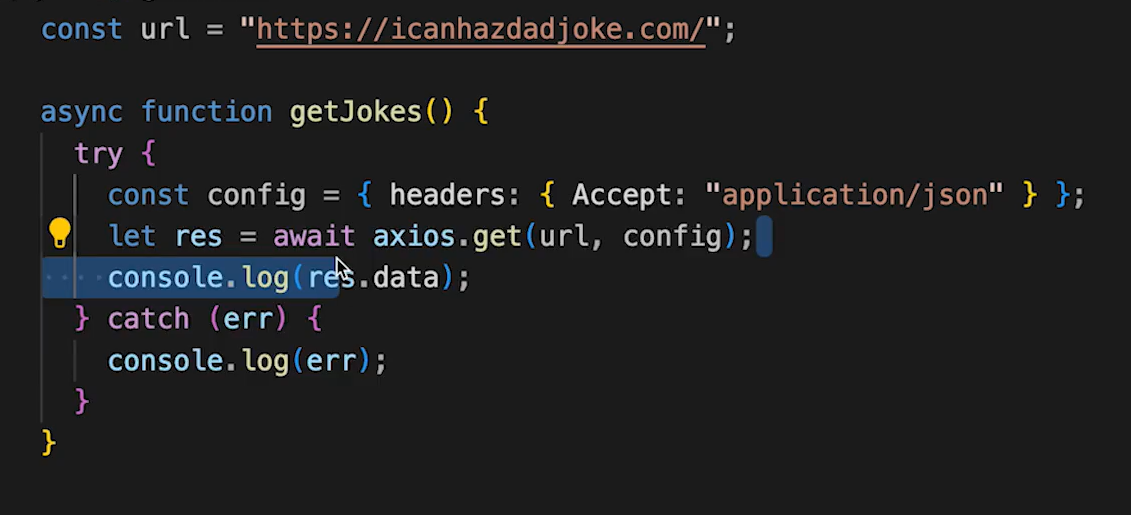 const url = "https://icanhazdadjoke.com/";
async function getJokes() {
try {
const config = { headers: { Accept: "application/json" } };
let res = await axios.get(url, config);
console.log(res.data);
} catch (err) {
console.log(err);
}
}